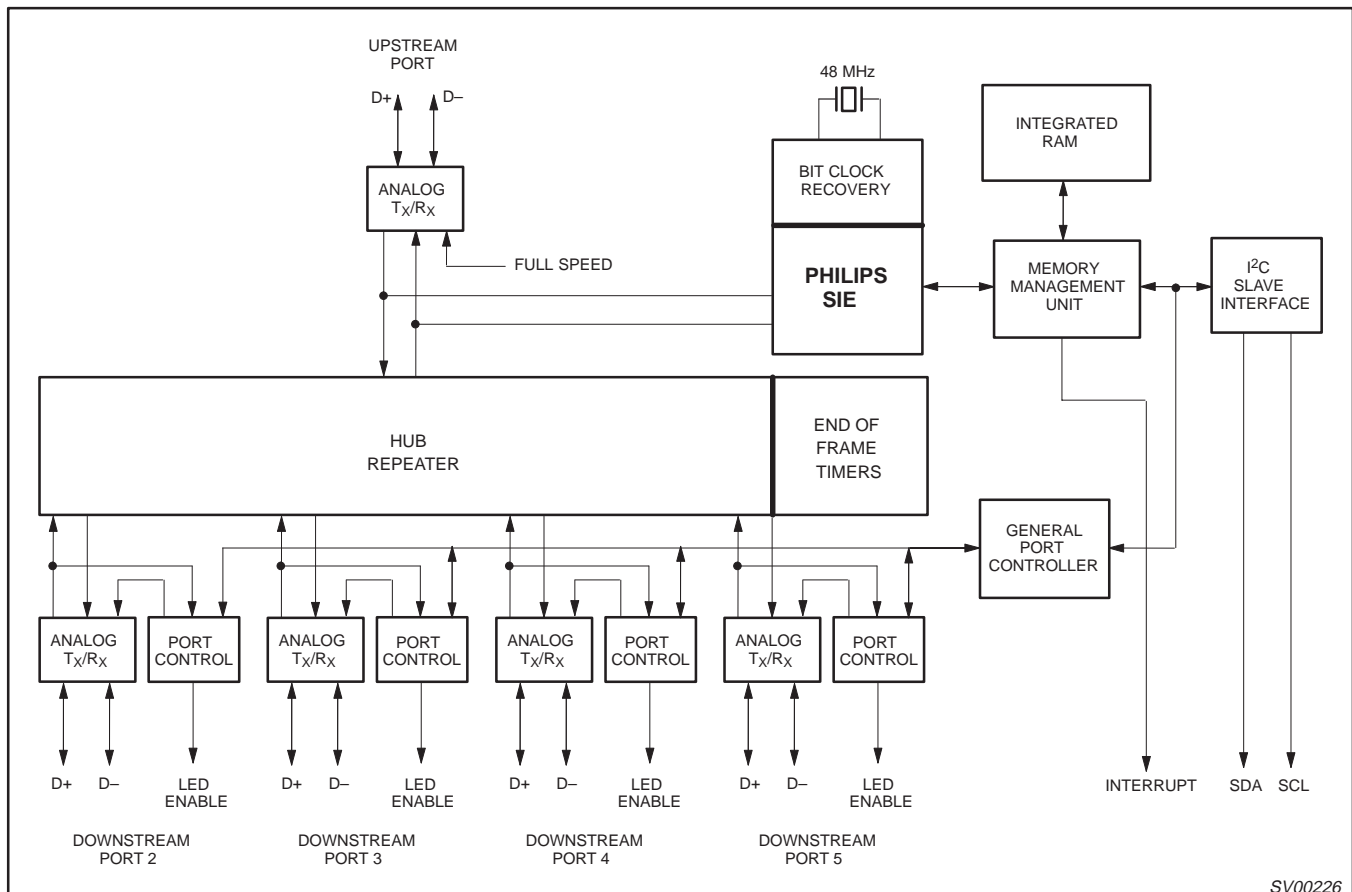 UPSTREAM
PORT
D+ D–
48 MHz
INTEGRATED
RAM
BIT CLOCK
RECOVERY
ANALOG
TX/RX
FULL SPEED
PHILIPS
SIE
MEMORY
MANAGEMENT
UNIT
I2C
SLAVE
INTERFACE
HUB
REPEATER
END OF
FRAME
TIMERS
GENERAL
PORT
CONTROLLER
ANALOG
TX/RX
PORT
CONTROL
ANALOG
TX/RX
PORT
CONTROL
ANALOG
TX/RX
PORT
CONTROL
ANALOG
TX/RX
PORT
CONTROL
D+ D–
LED
ENABLE
D+ D–
LED
ENABLE
D+ D–
LED
ENABLE
D+ D–
LED
ENABLE
INTERRUPT
SDA
SCL
DOWNSTREAM
PORT 2
DOWNSTREAM
PORT 3
DOWNSTREAM
PORT 4
DOWNSTREAM
PORT 5
SV00226